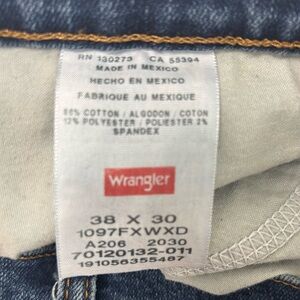 RN 130273 CA 55394
MADE IN MEXICO
HECHO EN MEXICO
FABRIQUE AU MEXIQUE
86% COTTON / ALGODON / COTON
12% POLYESTER / POLIESTER 2%
SPANDEX
Wrangler
38 X 30
1097FXWXD
A206 2030
70120132-011
191056355487